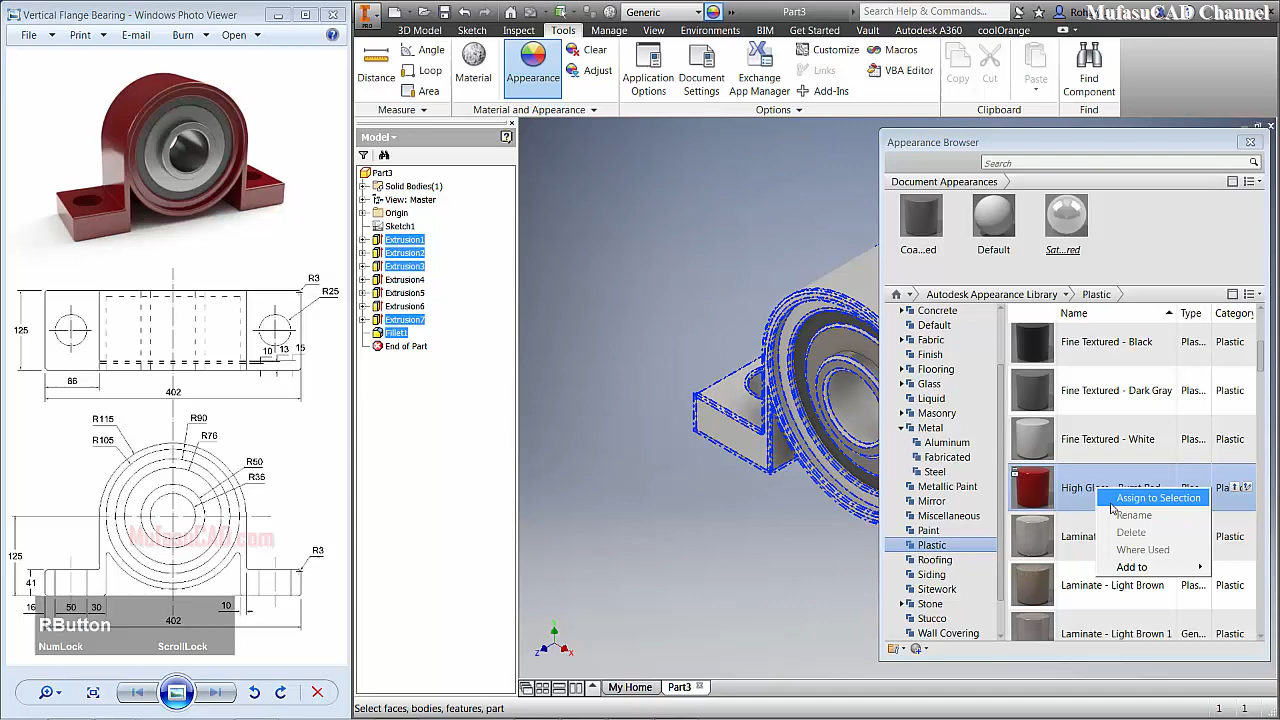 Vertical Flange Bearing - Windows Photo Viewer
File
Print
E-mail
Burn
Open
125
R3
R25
10
13
15
86
402
R115
R105
R90
R76
R50
R36
125
R3
41
16
50
30
10
402
MufasuCAD.com
RButton
NumLock
ScrollLock
PRO
Generic
Part3
Search Help & Commands...
MufasuCAD Channel
3D Model
Sketch
Inspect
Tools
Manage
View
Environments
BIM
Get Started
Vault
Autodesk A360
coolOrange
Distance
Angle
Loop
Area
Measure
Material
Appearance
Clear
Adjust
Material and Appearance
Application Options
Document Settings
Exchange App Manager
Customize
Links
Add-Ins
Macros
VBA Editor
Options
Copy
Cut
Paste
Clipboard
Find Component
Find
Model
Part3
Solid Bodies(1)
View: Master
Origin
Sketch1
Extrusion1
Extrusion2
Extrusion3
Extrusion4
Extrusion5
Extrusion6
Extrusion7
Fillet1
End of Part
Appearance Browser
Search
Document Appearances
Coa...ed
Default
Sat...red
Autodesk Appearance Library
Plastic
Concrete
Default
Fabric
Finish
Flooring
Glass
Liquid
Masonry
Metal
Aluminum
Fabricated
Steel
Metallic Paint
Mirror
Miscellaneous
Paint
Plastic
Roofing
Siding
Sitework
Stone
Stucco
Wall Covering
Name
Type
Category
Fine Textured - Black
Plas...
Plastic
Fine Textured - Dark Gray
Plas...
Plastic
Fine Textured - White
Plas...
Plastic
Assign to Selection
Rename
Delete
Where Used
Add to
Plastic
Laminate - Light Brown
Plas...
Plastic
Laminate - Light Brown 1
Gen...
Plastic
Y
Z
X
My Home
Part3
Select faces, bodies, features, part
1
1